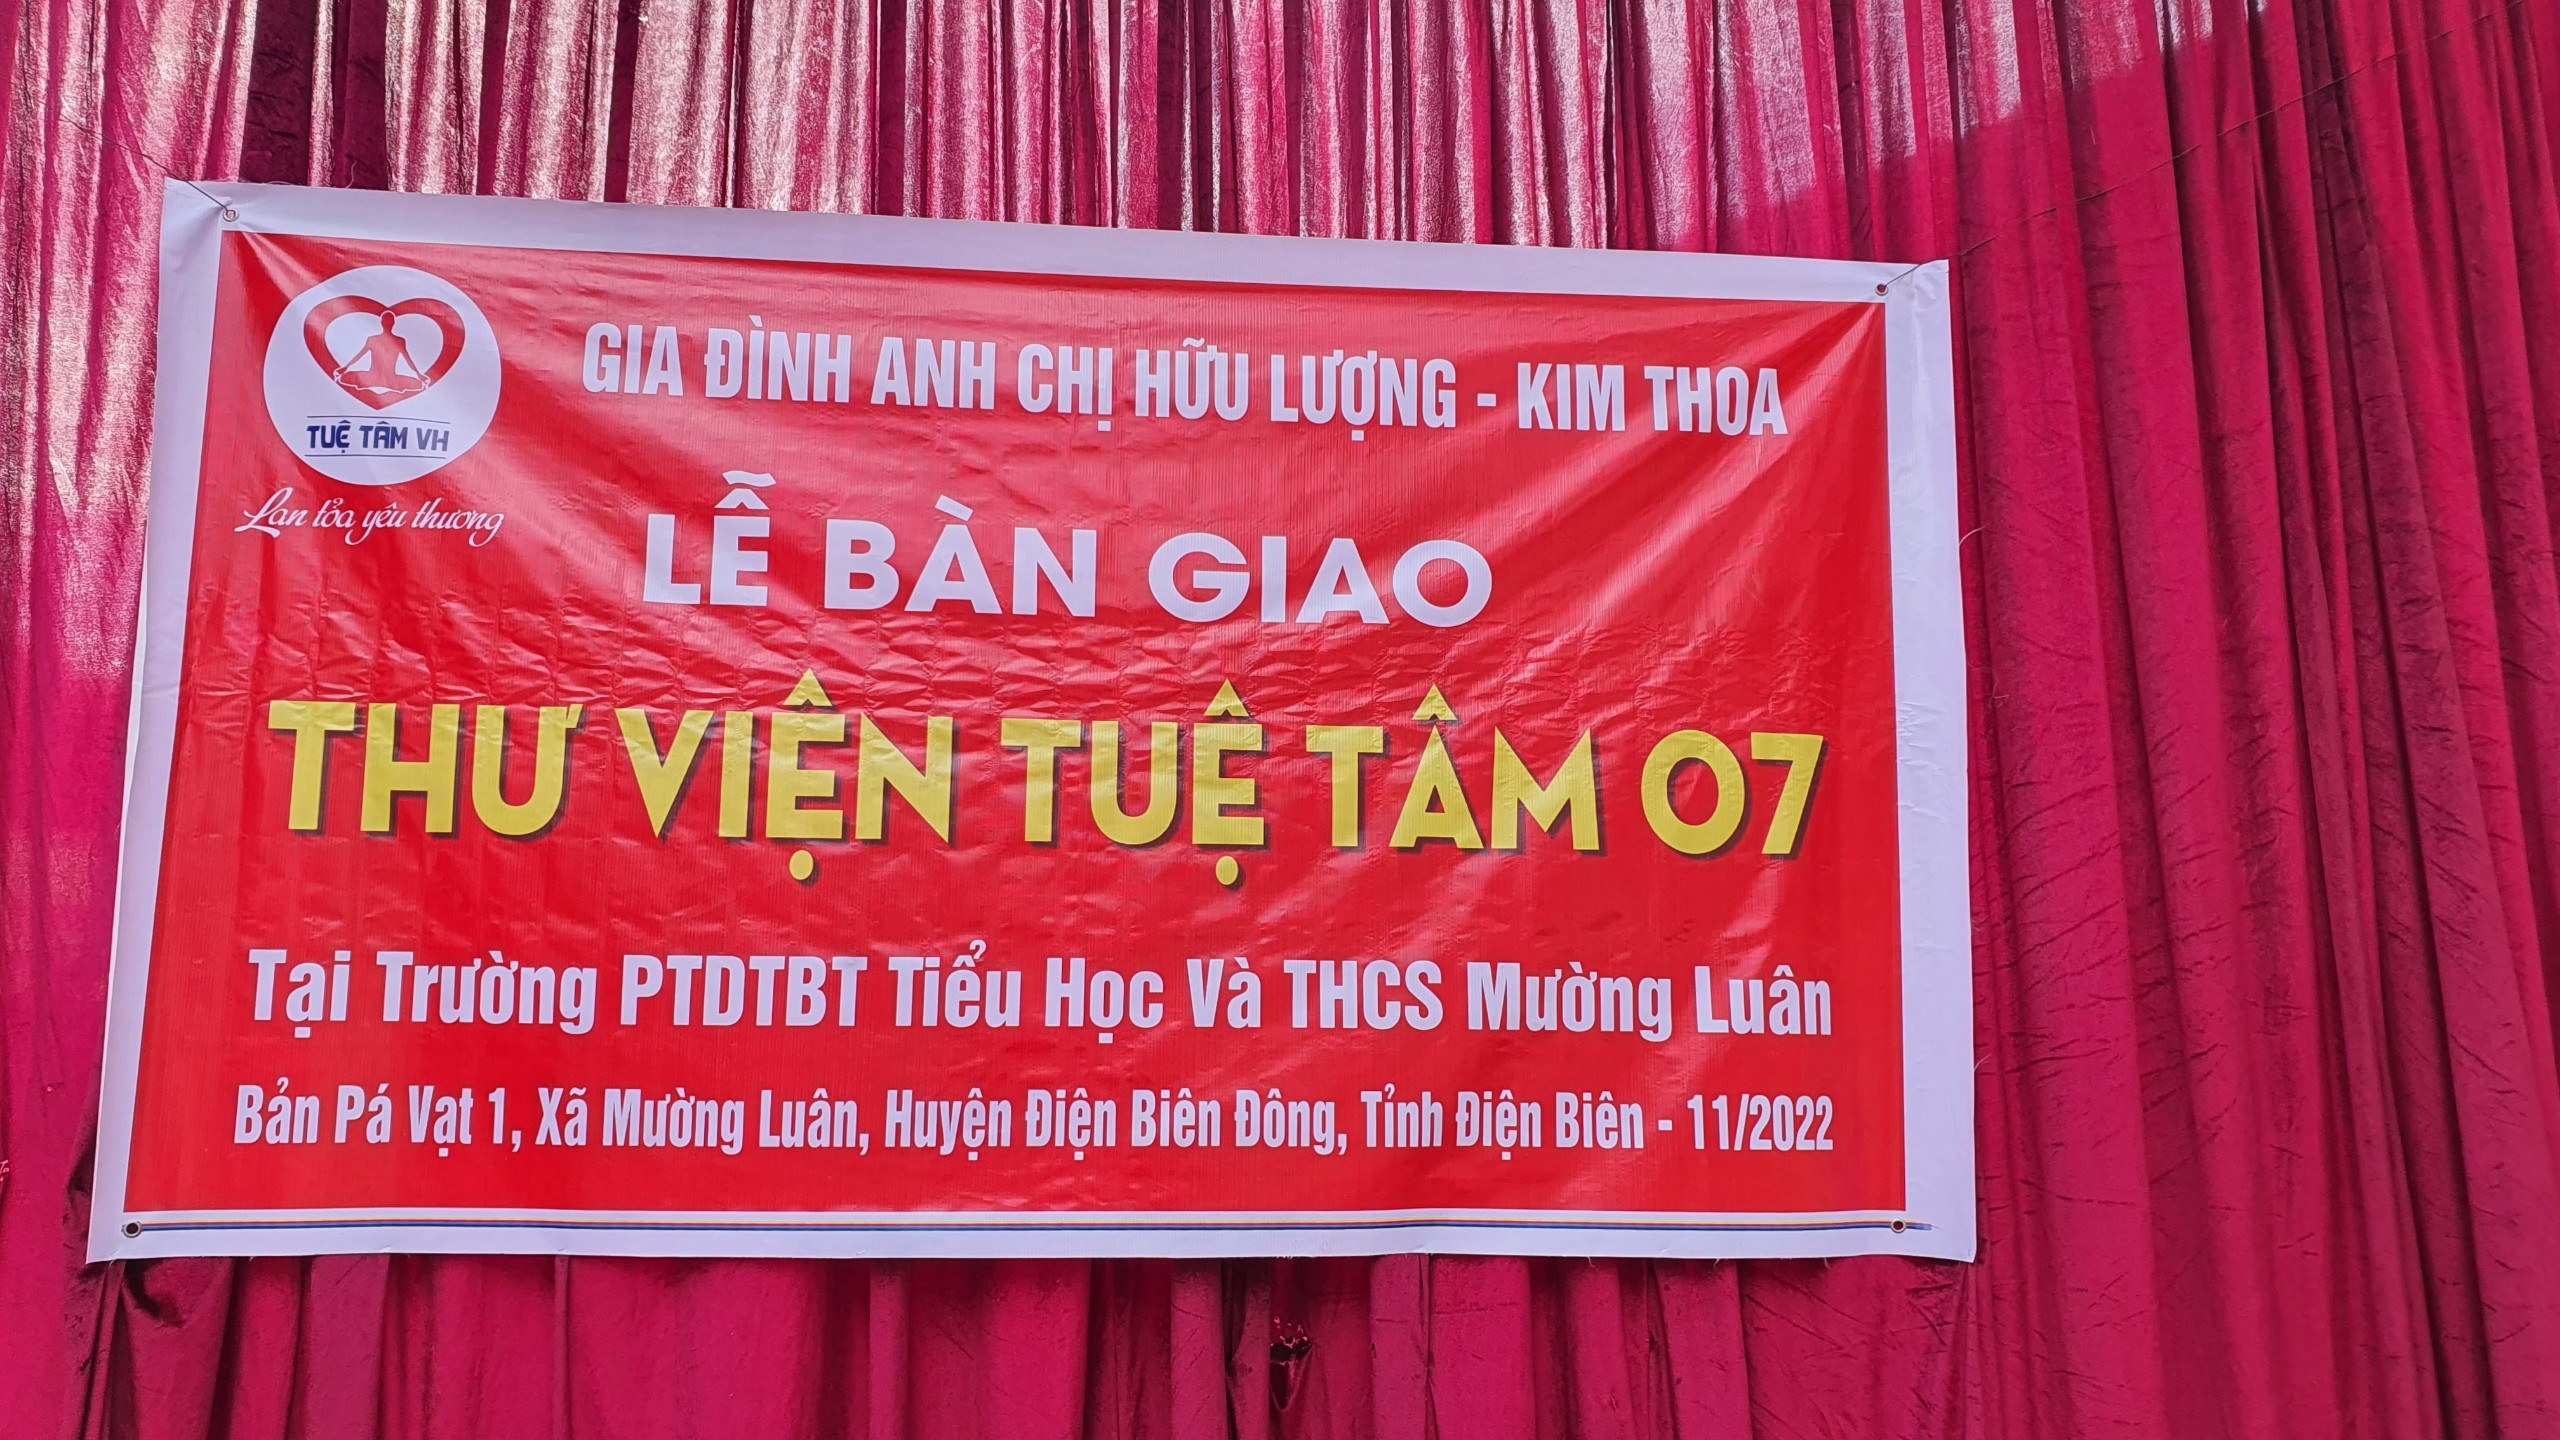 TUỆ TÂM VH
Lan tỏa yêu thương
GIA ĐÌNH ANH CHỊ HỮU LƯỢNG - KIM THOA
LỄ BÀN GIAO
THƯ VIỆN TUỆ TÂM 07
Tại Trường PTDTBT Tiểu Học Và THCS Mường Luân
Bản Pá Vạt 1, Xã Mường Luân, Huyện Điện Biên Đông, Tỉnh Điện Biên - 11/2022